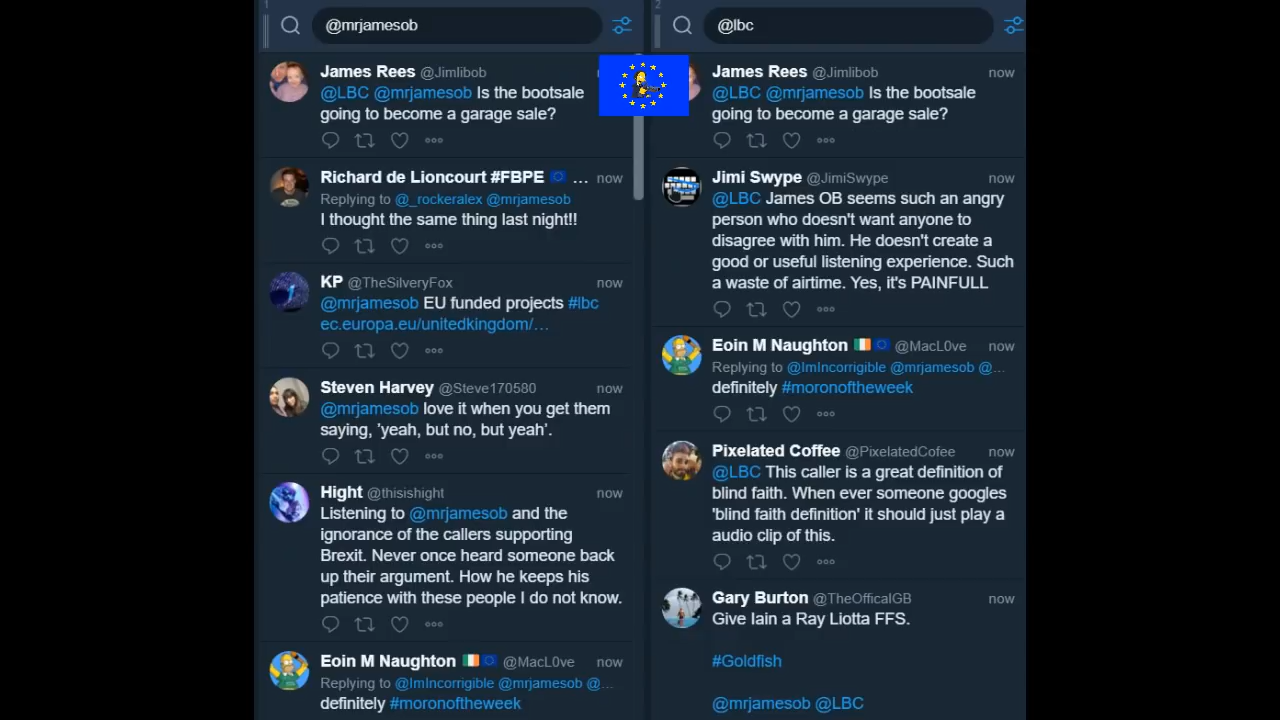 1
@mrjamesob
James Rees @Jimlibob
@LBC @mrjamesob Is the bootsale
going to become a garage sale?
Richard de Lioncourt #FBPE 🇪🇺 … now
Replying to @_rockeralex @mrjamesob
I thought the same thing last night!!
KP @TheSilveryFox now
@mrjamesob EU funded projects #lbc
ec.europa.eu/unitedkingdom/…
Steven Harvey @Steve170580 now
@mrjamesob love it when you get them
saying, 'yeah, but no, but yeah'.
Hight @thisishight now
Listening to @mrjamesob and the
ignorance of the callers supporting
Brexit. Never once heard someone back
up their argument. How he keeps his
patience with these people I do not know.
Eoin M Naughton 🇮🇪🇪🇺 @MacL0ve now
Replying to @ImIncorrigible @mrjamesob @…
definitely #moronoftheweek
2
@lbc
James Rees @Jimlibob now
@LBC @mrjamesob Is the bootsale
going to become a garage sale?
Jimi Swype @JimiSwype now
@LBC James OB seems such an angry
person who doesn't want anyone to
disagree with him. He doesn't create a
good or useful listening experience. Such
a waste of airtime. Yes, it's PAINFULL
Eoin M Naughton 🇮🇪🇪🇺 @MacL0ve now
Replying to @ImIncorrigible @mrjamesob @…
definitely #moronoftheweek
Pixelated Coffee @PixelatedCofee now
@LBC This caller is a great definition of
blind faith. When ever someone googles
'blind faith definition' it should just play a
audio clip of this.
Gary Burton @TheOfficalGB now
Give Iain a Ray Liotta FFS.
#Goldfish
@mrjamesob @LBC